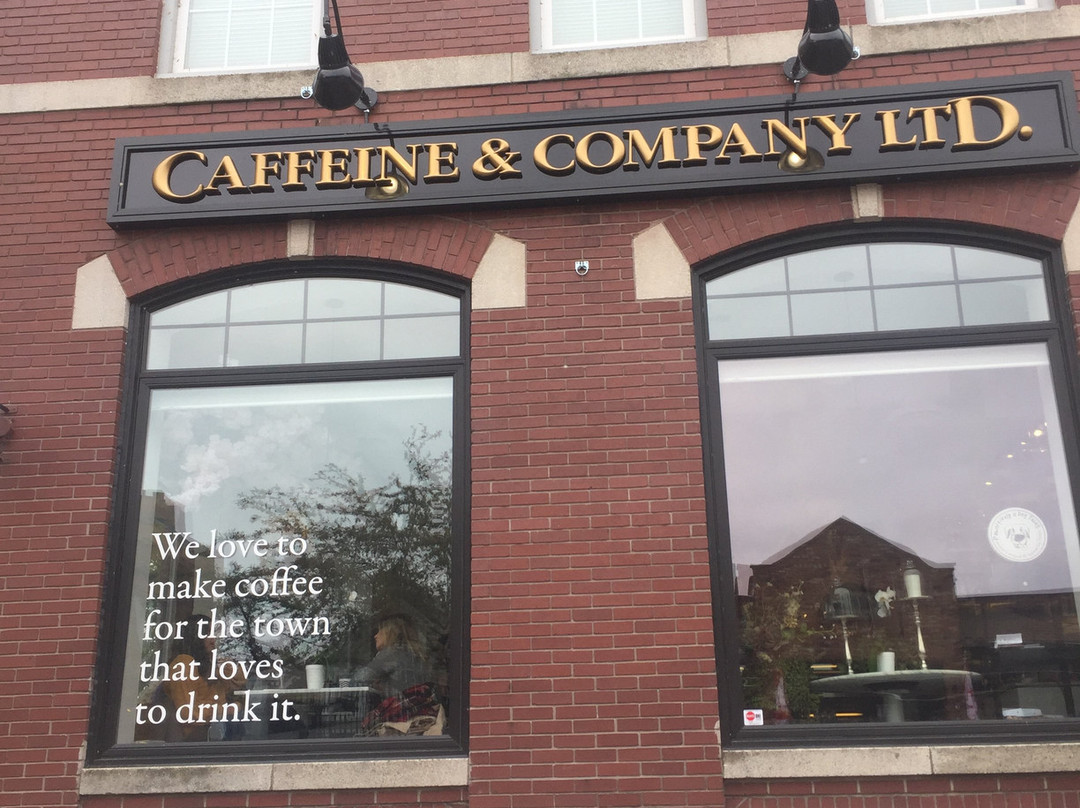 CAFFEINE & COMPANY LTD.
We love to
make coffee
for the town
that loves
to drink it.